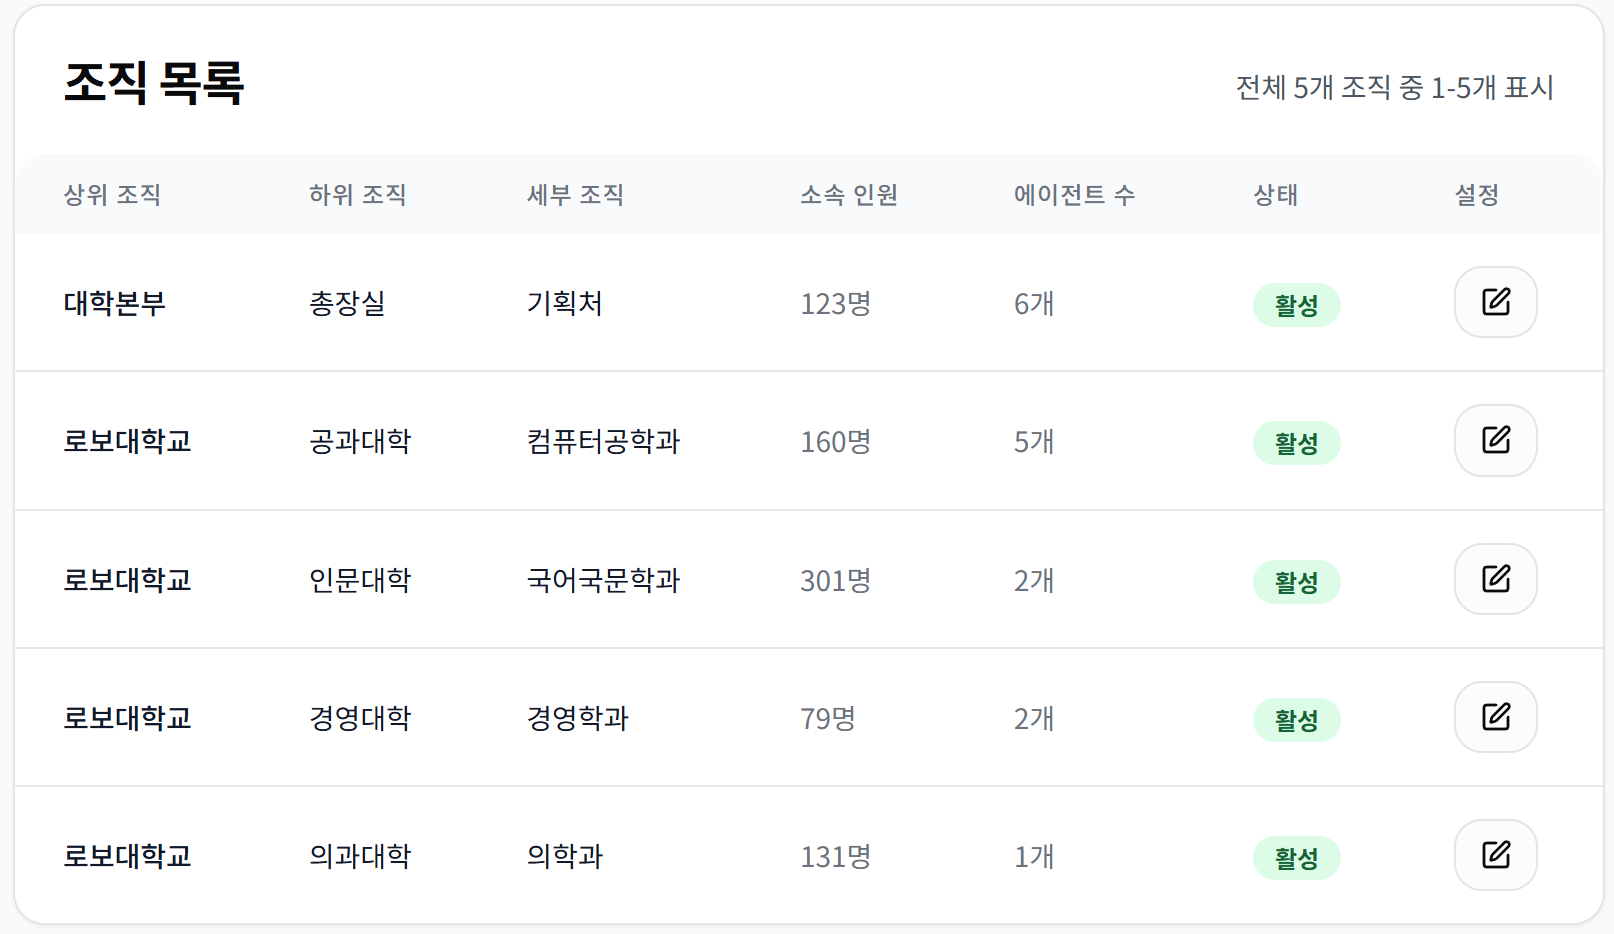 조직 목록
전체 5개 조직 중 1-5개 표시
상위 조직 하위 조직 세부 조직 소속 인원 에이전트 수 상태 설정
대학본부 총장실 기획처 123명 6개 활성
로보대학교 공과대학 컴퓨터공학과 160명 5개 활성
로보대학교 인문대학 국어국문학과 301명 2개 활성
로보대학교 경영대학 경영학과 79명 2개 활성
로보대학교 의과대학 의학과 131명 1개 활성